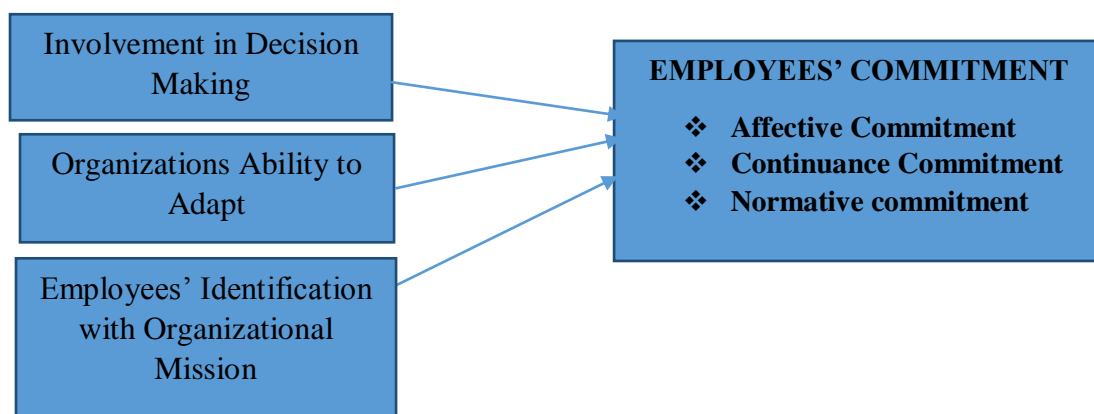 Involvement in Decision
Making
Organizations Ability to
Adapt
Employees’ Identification
with Organizational
Mission
EMPLOYEES’ COMMITMENT
❖ Affective Commitment
❖ Continuance Commitment
❖ Normative commitment